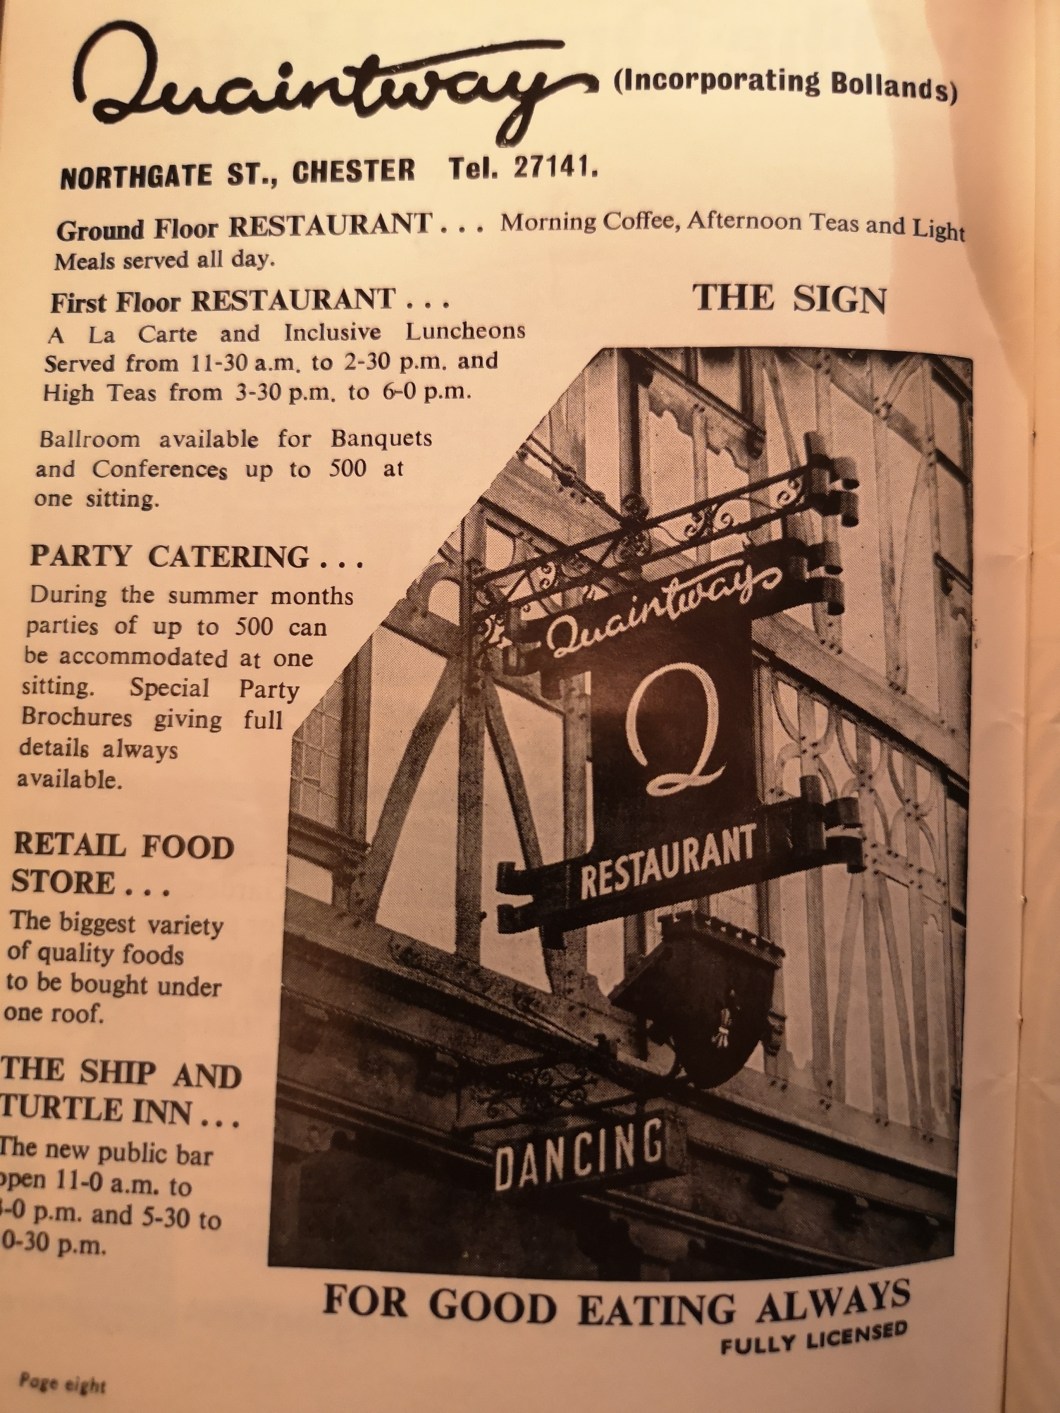 Quaintway (Incorporating Bollands)
NORTHGATE ST., CHESTER Tel. 27141.
Ground Floor RESTAURANT . . . Morning Coffee, Afternoon Teas and Light
Meals served all day.
First Floor RESTAURANT . . .
A La Carte and Inclusive Luncheons
Served from 11-30 a.m. to 2-30 p.m. and
High Teas from 3-30 p.m. to 6-0 p.m.
Ballroom available for Banquets
and Conferences up to 500 at
one sitting.
PARTY CATERING . . .
During the summer months
parties of up to 500 can
be accommodated at one
sitting. Special Party
Brochures giving full
details always
available.
RETAIL FOOD
STORE . . .
The biggest variety
of quality foods
to be bought under
one roof.
THE SHIP AND
TURTLE INN . . .
The new public bar
open 11-0 a.m. to
-0 p.m. and 5-30 to
0-30 p.m.
THE SIGN
Quaintways
Q
RESTAURANT
DANCING
FOR GOOD EATING ALWAYS
FULLY LICENSED
Page eight